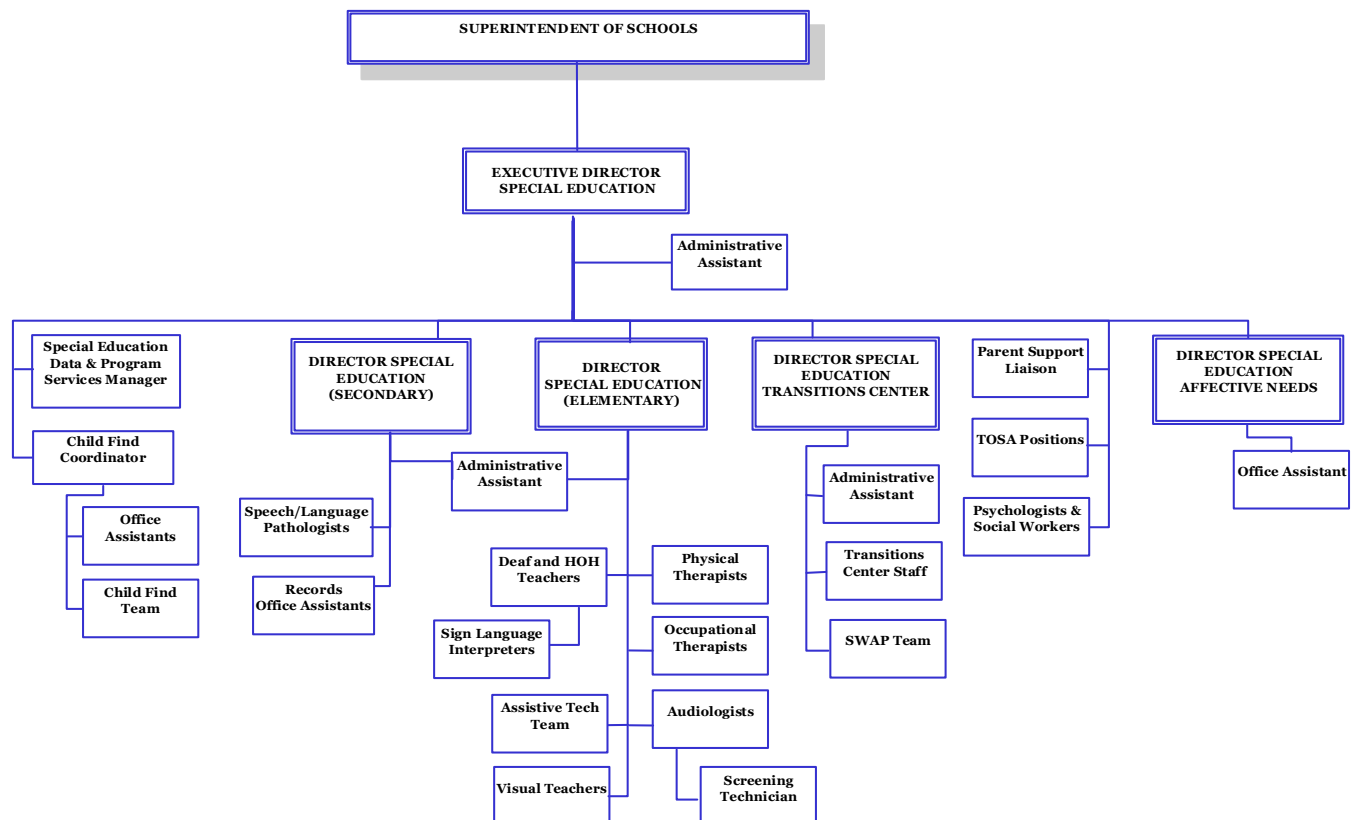 SUPERINTENDENT OF SCHOOLS
EXECUTIVE DIRECTOR
SPECIAL EDUCATION
Administrative
Assistant
Special Education
Data & Program
Services Manager
Child Find
Coordinator
Office
Assistants
Child Find
Team
DIRECTOR SPECIAL
EDUCATION
(SECONDARY)
Administrative
Assistant
Speech/Language
Pathologists
Records
Office Assistants
DIRECTOR
SPECIAL EDUCATION
(ELEMENTARY)
Deaf and HOH
Teachers
Sign Language
Interpreters
Physical
Therapists
Occupational
Therapists
Assistive Tech
Team
Audiologists
Visual Teachers
Screening
Technician
DIRECTOR SPECIAL
EDUCATION
TRANSITIONS CENTER
Administrative
Assistant
Transitions
Center Staff
SWAP Team
Parent Support
Liaison
TOSA Positions
Psychologists &
Social Workers
DIRECTOR SPECIAL
EDUCATION
AFFECTIVE NEEDS
Office Assistant